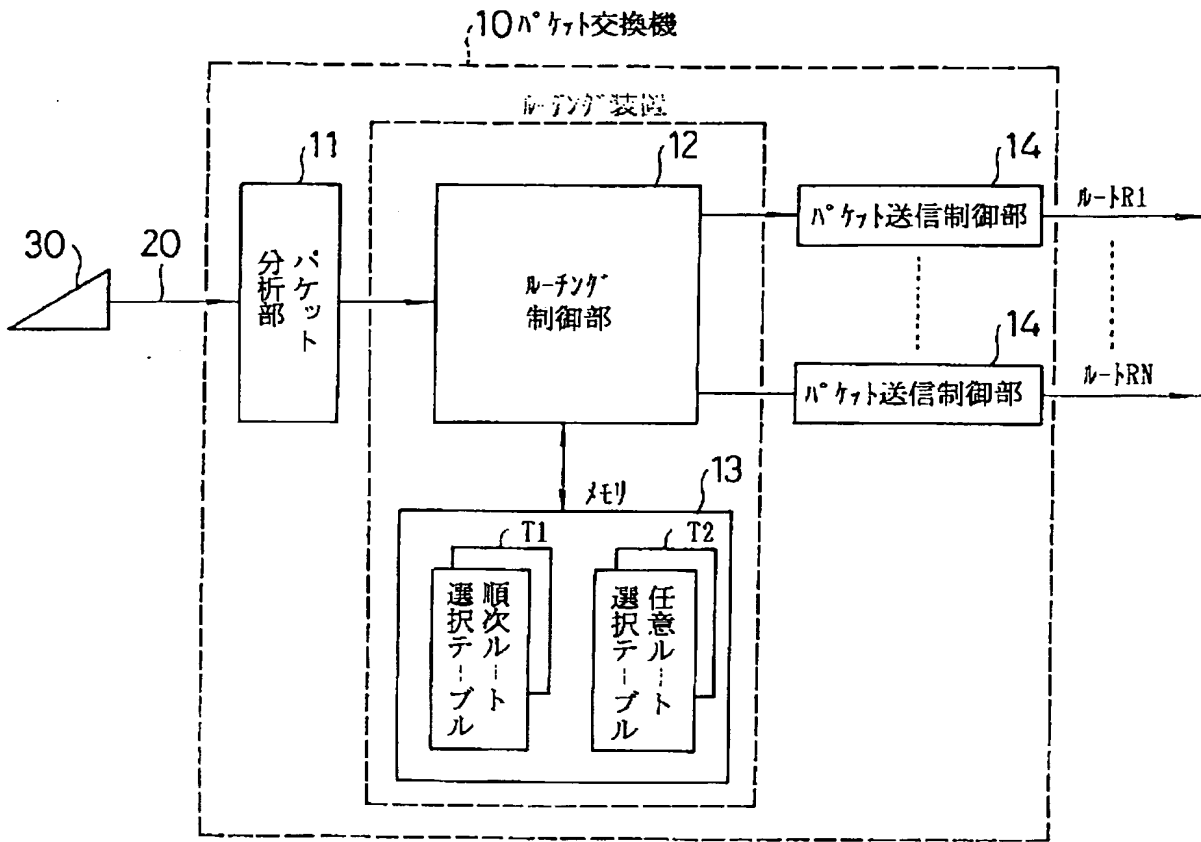 10 パケット交換機
ルーチング装置
11
12
14
パケット送信制御部
ルートR1
30
20
パケット
分析部
ルーチング
制御部
14
パケット送信制御部
ルートRN
メモリ
13
T1
T2
順次ルート
選択テーブル
任意ルート
選択テーブル